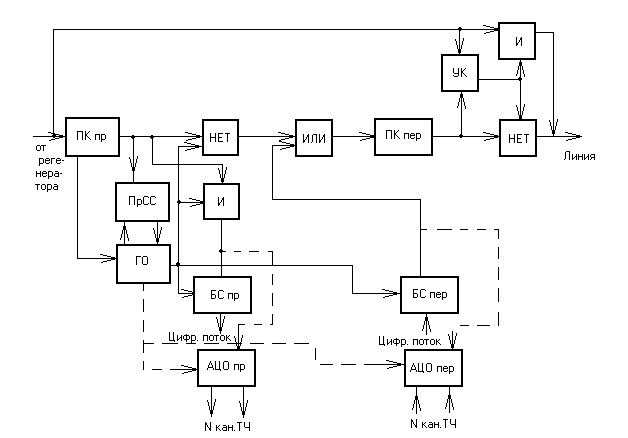 И
УК
ПК пр
НЕТ
ИЛИ
ПК пер
НЕТ
от
реге-
нера-
тора
Линия
ПрСС
И
ГО
БС пр
БС пер
Цифр. поток
Цифр. поток
АЦО пр
АЦО пер
N кан.ТЧ
N кан.ТЧ